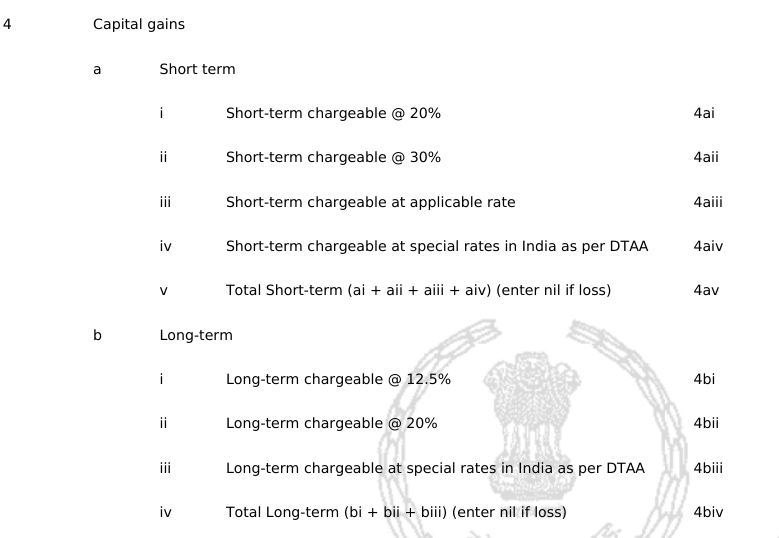 4 Capital gains
a Short term
i Short-term chargeable @ 20% 4ai
ii Short-term chargeable @ 30% 4aii
iii Short-term chargeable at applicable rate 4aiii
iv Short-term chargeable at special rates in India as per DTAA 4aiv
v Total Short-term (ai + aii + aiii + aiv) (enter nil if loss) 4av
b Long-term
i Long-term chargeable @ 12.5% 4bi
ii Long-term chargeable @ 20% 4bii
iii Long-term chargeable at special rates in India as per DTAA 4biii
iv Total Long-term (bi + bii + biii) (enter nil if loss) 4biv